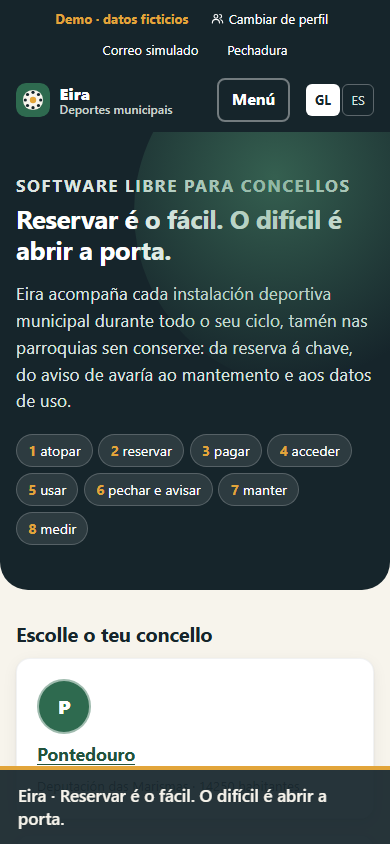 Demo · datos ficticios
Cambiar de perfil
Correo simulado
Pechadura
Eira
Deportes municipais
Menú
GL
ES
SOFTWARE LIBRE PARA CONCELLOS
Reservar é o fácil. O difícil é
abrir a porta.
Eira acompaña cada instalación deportiva
municipal durante todo o seu ciclo, tamén nas
parroquias sen conserxe: da reserva á chave,
do aviso de avaría ao mantemento e aos datos
de uso.
1 atopar
2 reservar
3 pagar
4 acceder
5 usar
6 pechar e avisar
7 manter
8 medir
Escolle o teu concello
P
Pontedouro
Eira · Reservar é o fácil. O difícil é abrir a
porta.